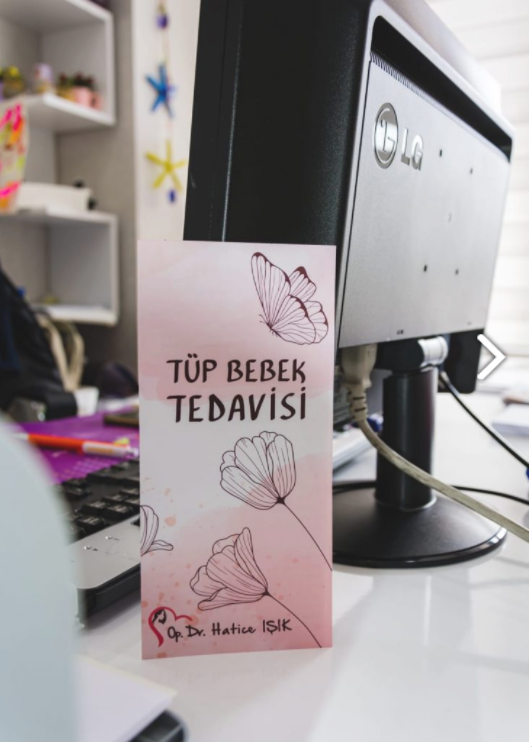 LG
TÜP BEBEK
TEDAVİSİ
Op. Dr. Hatice IŞIK